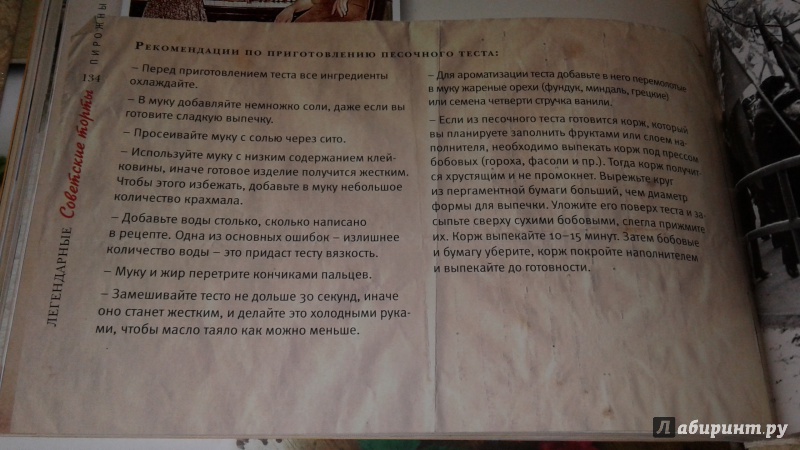 ПИРОЖНЫ
РЕКОМЕНДАЦИИ ПО ПРИГОТОВЛЕНИЮ ПЕСОЧНОГО ТЕСТА:
134
ЛЕГЕНДАРНЫЕ Советские торты
– Перед приготовлением теста все ингредиенты
охлаждайте.
– В муку добавляйте немножко соли, даже если вы
готовите сладкую выпечку.
– Просеивайте муку с солью через сито.
– Используйте муку с низким содержанием клей-
ковины, иначе готовое изделие получится жестким.
Чтобы этого избежать, добавьте в муку небольшое
количество крахмала.
– Добавьте воды столько, сколько написано
в рецепте. Одна из основных ошибок – излишнее
количество воды – это придаст тесту вязкость.
– Муку и жир перетрите кончиками пальцев.
– Замешивайте тесто не дольше 30 секунд, иначе
оно станет жестким, и делайте это холодными рука-
ми, чтобы масло таяло как можно меньше.
– Для ароматизации теста добавьте в него перемолотые
в муку жареные орехи (фундук, миндаль, грецкие)
или семена четверти стручка ванили.
– Если из песочного теста готовится корж, который
вы планируете заполнить фруктами или слоем на-
полнителя, необходимо выпекать корж под прессом
бобовых (гороха, фасоли и пр.). Тогда корж получит-
ся хрустящим и не промокнет. Вырежьте круг
из пергаментной бумаги больший, чем диаметр
формы для выпечки. Уложите его поверх теста и за-
сыпьте сверху сухими бобовыми, слегла прижмите
их. Корж выпекайте 10–15 минут. Затем бобовые
и бумагу уберите, корж покройте наполнителем
и выпекайте до готовности.
Лабиринт.ру